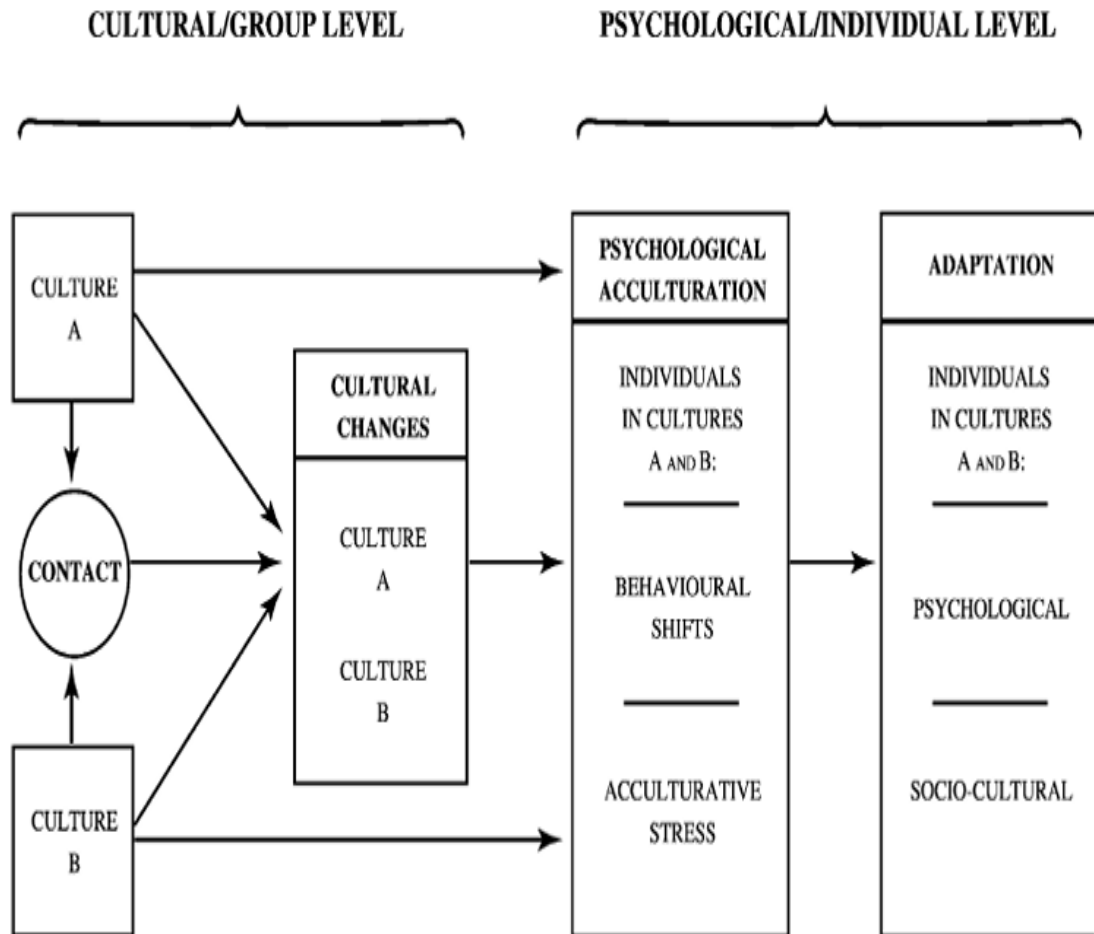 CULTURAL/GROUP LEVEL
PSYCHOLOGICAL/INDIVIDUAL LEVEL
CULTURE
A
CONTACT
CULTURE
B
CULTURAL
CHANGES
CULTURE
A
CULTURE
B
PSYCHOLOGICAL
ACCULTURATION
INDIVIDUALS
IN CULTURES
A AND B:
BEHAVIOURAL
SHIFTS
ACCULTURATIVE
STRESS
ADAPTATION
INDIVIDUALS
IN CULTURES
A AND B:
PSYCHOLOGICAL
SOCIO-CULTURAL